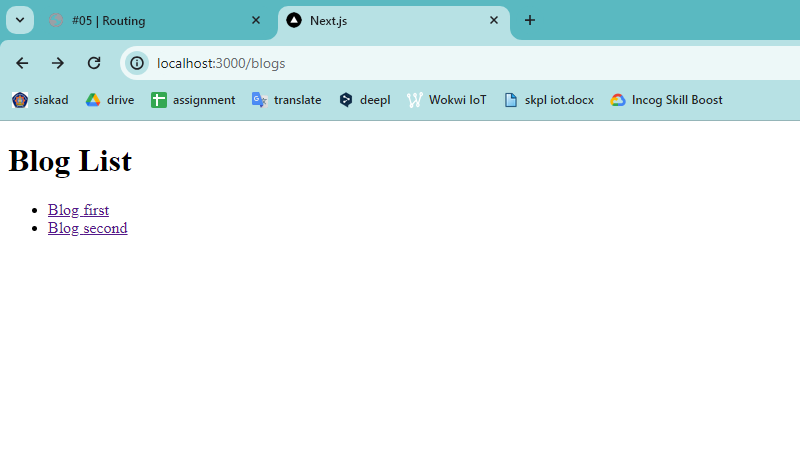 #05 | Routing
Next.js
localhost:3000/blogs
siakad drive assignment translate deepl Wokwi IoT skpl iot.docx Incog Skill Boost
Blog List
Blog first
Blog second